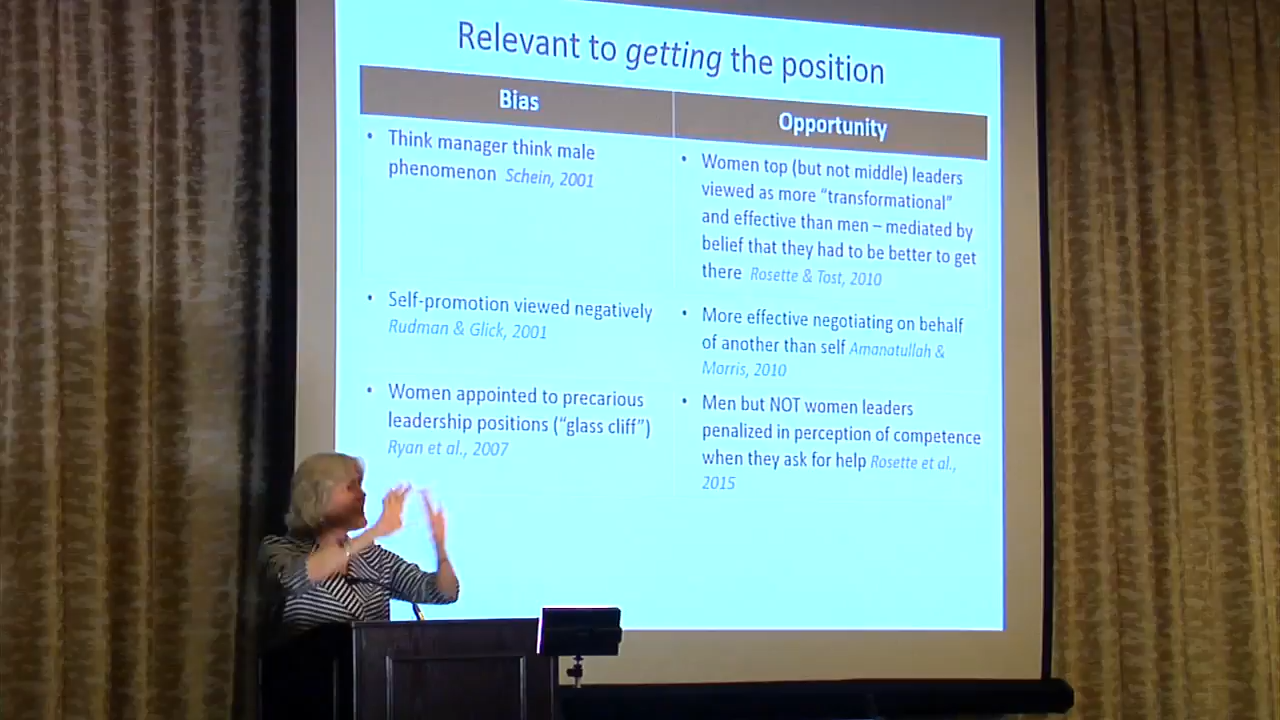 Relevant to getting the position
Bias
Opportunity
• Think manager think male
phenomenon Schein, 2001
• Women top (but not middle) leaders
viewed as more “transformational”
and effective than men – mediated by
belief that they had to be better to get
there Rosette & Tost, 2010
• Self-promotion viewed negatively
Rudman & Glick, 2001
• More effective negotiating on behalf
of another than self Amanatullah &
Morris, 2010
• Women appointed to precarious
leadership positions (“glass cliff”)
Ryan et al., 2007
• Men but NOT women leaders
penalized in perception of competence
when they ask for help Rosette et al.,
2015